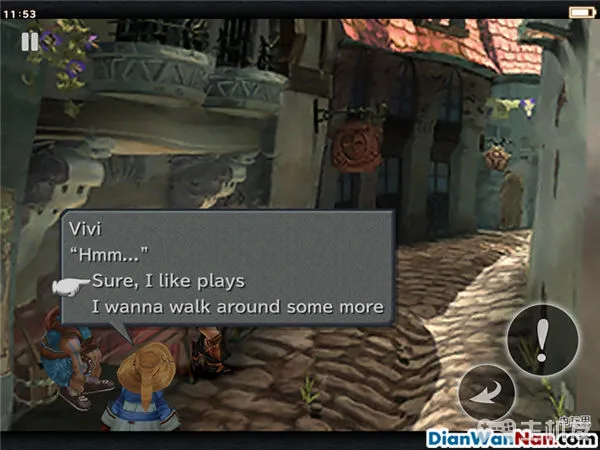 11:53
Vivi
“Hmm...”
Sure, I like plays
I wanna walk around some more
DianWanNan.com